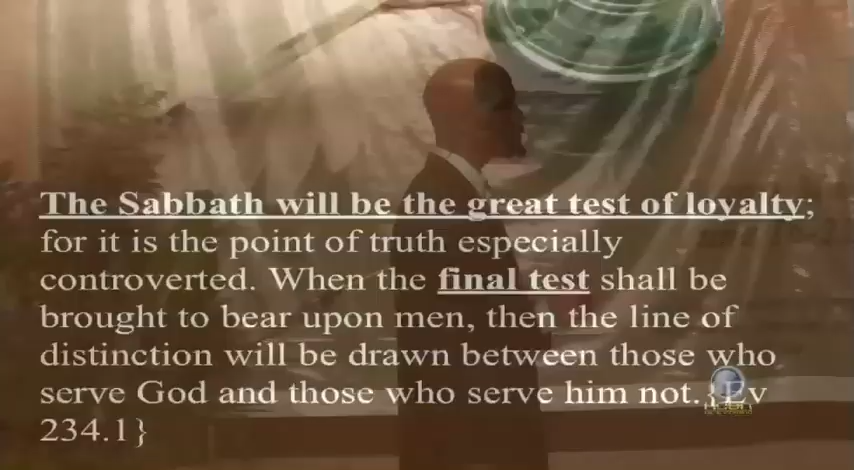 The Sabbath will be the great test of loyalty;
for it is the point of truth especially
controverted. When the final test shall be
brought to bear upon men, then the line of
distinction will be drawn between those who
serve God and those who serve him not.{Ev
234.1}